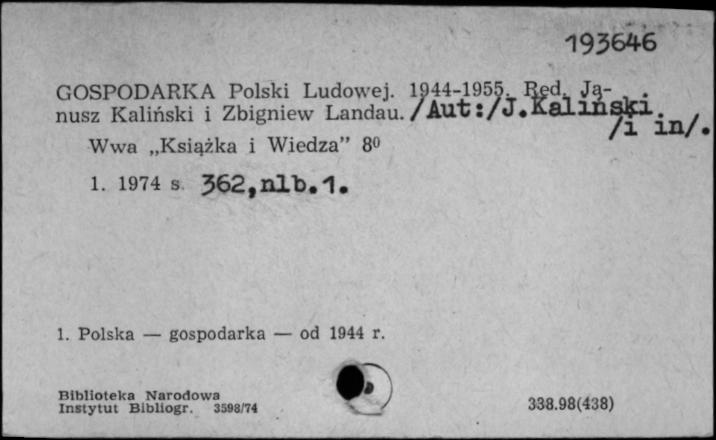 193646
GOSPODARKA Polski Ludowej. 1944-1955. Red. Ja-
nusz Kaliński i Zbigniew Landau. /Aut:/J.Kaliński
/i in/.
Wwa „Książka i Wiedza” 8⁰
1. 1974 s. 362,nlb.1.
1. Polska — gospodarka — od 1944 r.
Biblioteka Narodowa
Instytut Bibliogr. 3598/74
338.98(438)